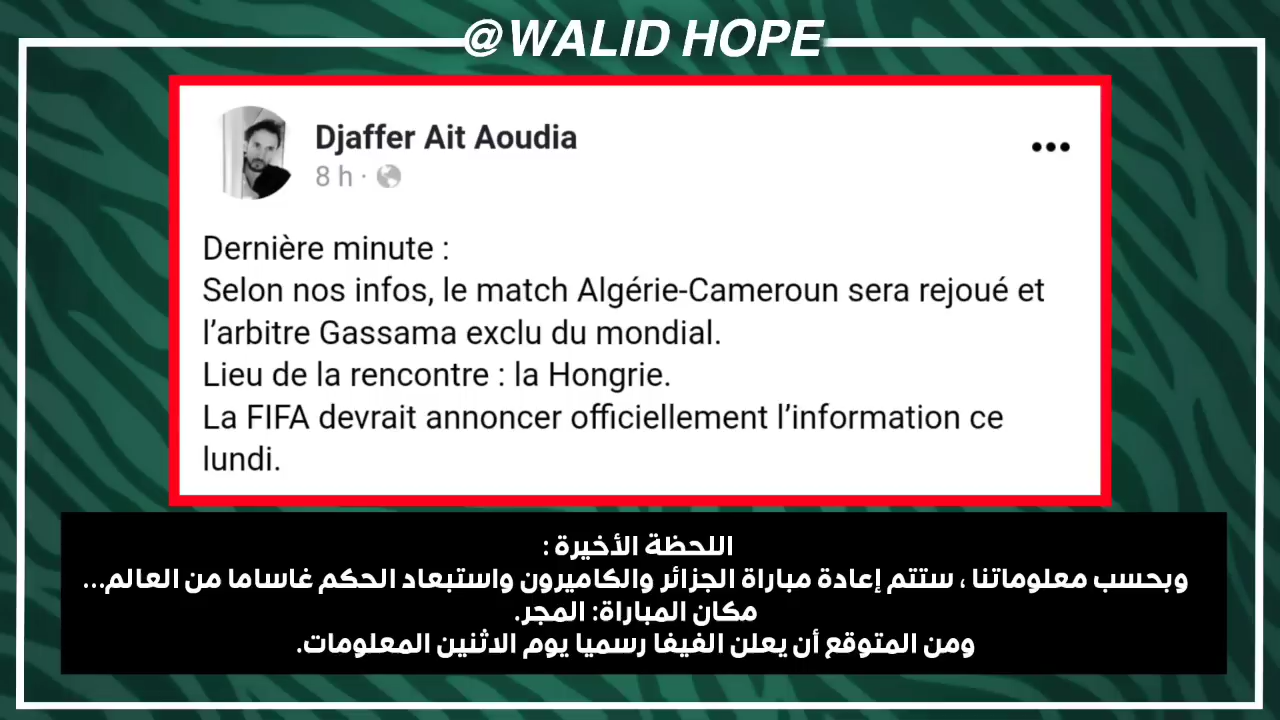 @WALID HOPE
Djaffer Ait Aoudia
8 h ·
Dernière minute :
Selon nos infos, le match Algérie-Cameroun sera rejoué et
l’arbitre Gassama exclu du mondial.
Lieu de la rencontre : la Hongrie.
La FIFA devrait annoncer officiellement l’information ce
lundi.
اللحظة الأخيرة :
وبحسب معلوماتنا ، ستتم إعادة مباراة الجزائر والكاميرون واستبعاد الحكم غاساما من العالم...
مكان المباراة: المجر.
ومن المتوقع أن يعلن الفيفا رسميا يوم الاثنين المعلومات.